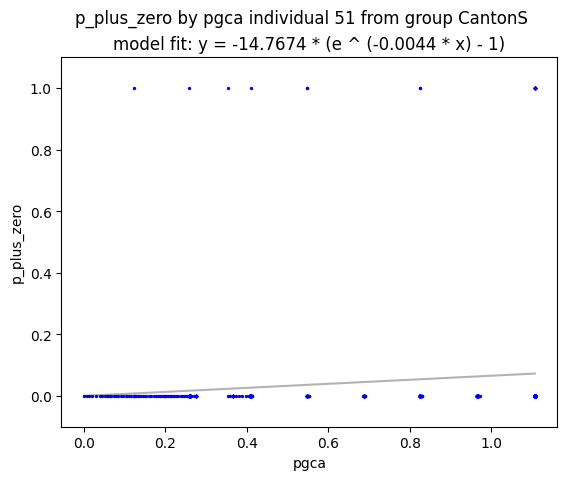 p_plus_zero by pgca individual 51 from group CantonS
model fit: y = -14.7674 * (e ^ (-0.0044 * x) - 1)
1.0
0.8
0.6
0.4
0.2
0.0
p_plus_zero
0.0 0.2 0.4 0.6 0.8 1.0
pgca